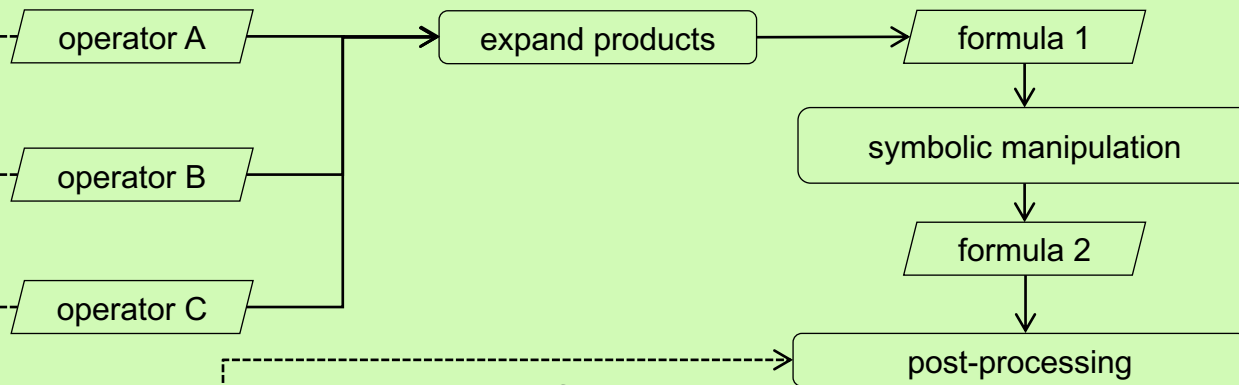 operator A
expand products
formula 1
operator B
symbolic manipulation
formula 2
operator C
post-processing